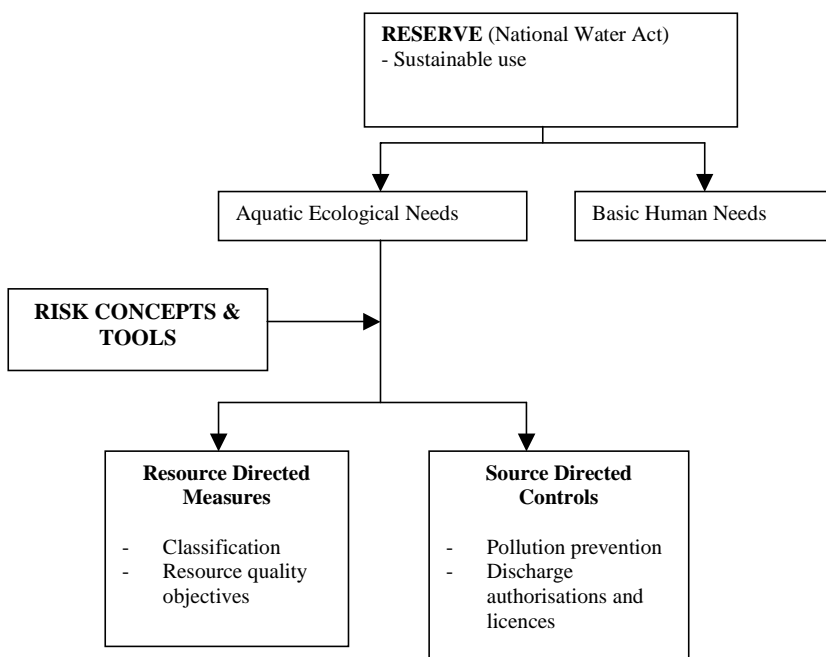 RESERVE (National Water Act)
- Sustainable use
Aquatic Ecological Needs
Basic Human Needs
RISK CONCEPTS &
TOOLS
Resource Directed
Measures
- Classification
- Resource quality
objectives
Source Directed
Controls
- Pollution prevention
- Discharge
authorisations and
licences